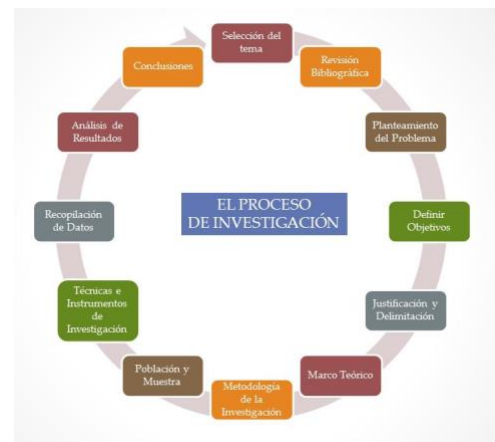 Selección del
tema
Revisión
Bibliográfica
Planteamiento
del Problema
Definir
Objetivos
Justificación y
Delimitación
Marco Teórico
Metodología
de la
Investigación
Población y
Muestra
Técnicas e
Instrumentos
de
Investigación
Recopilación
de Datos
Análisis de
Resultados
Conclusiones
EL PROCESO
DE INVESTIGACIÓN